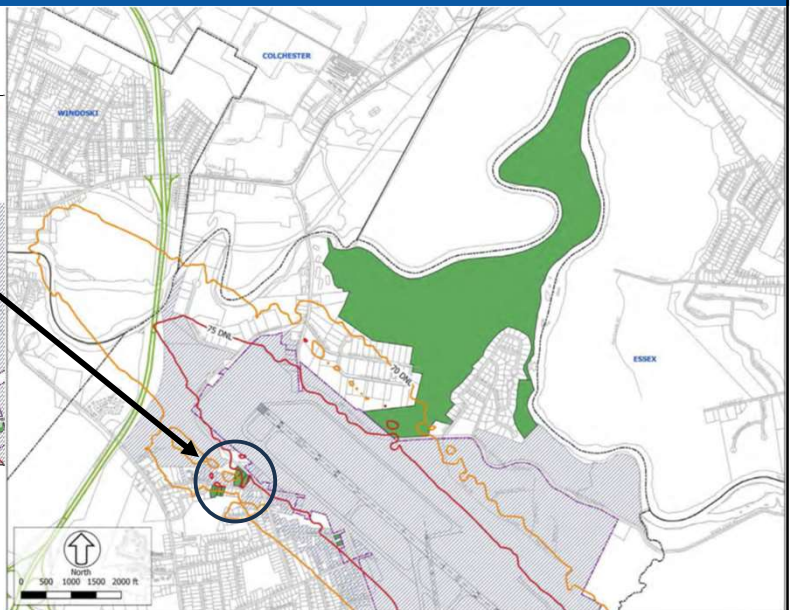 COLCHESTER
WINOOSKI
75 DNL
70 DNL
ESSEX
North
0 500 1000 1500 2000 ft